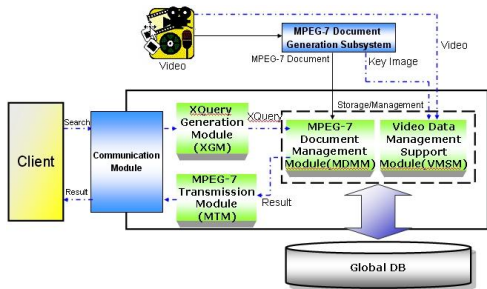 MPEG-7 Document
Generation Subsystem
Video
Video
MPEG-7 Document
Key Image
Storage/Management
Client
Search
Result
Communication
Module
XQuery
Generation
Module
(XGM)
XQuery
MPEG-7
Document
Management
Module(MDMM)
Video Data
Management
Support
Module(VMSM)
MPEG-7
Transmission
Module
(MTM)
Result
Global DB